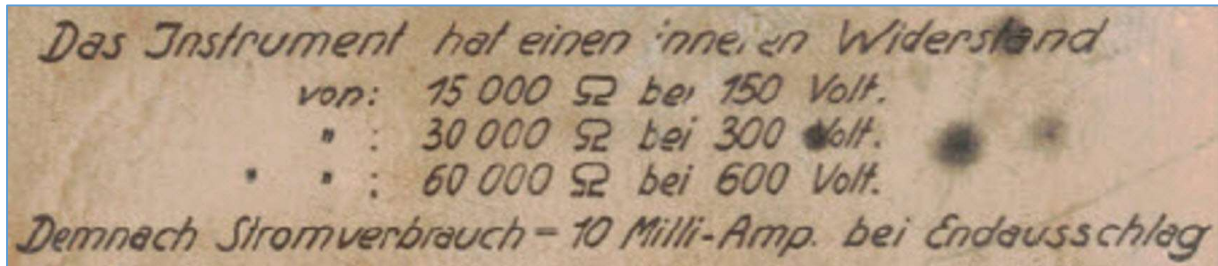 Das Instrument hat einen inneren Widerstand
von: 15 000 Ω bei 150 Volt.
" : 30 000 Ω bei 300 Volt.
" " : 60 000 Ω bei 600 Volt.
Demnach Stromverbrauch = 10 Milli-Amp. bei Endausschlag